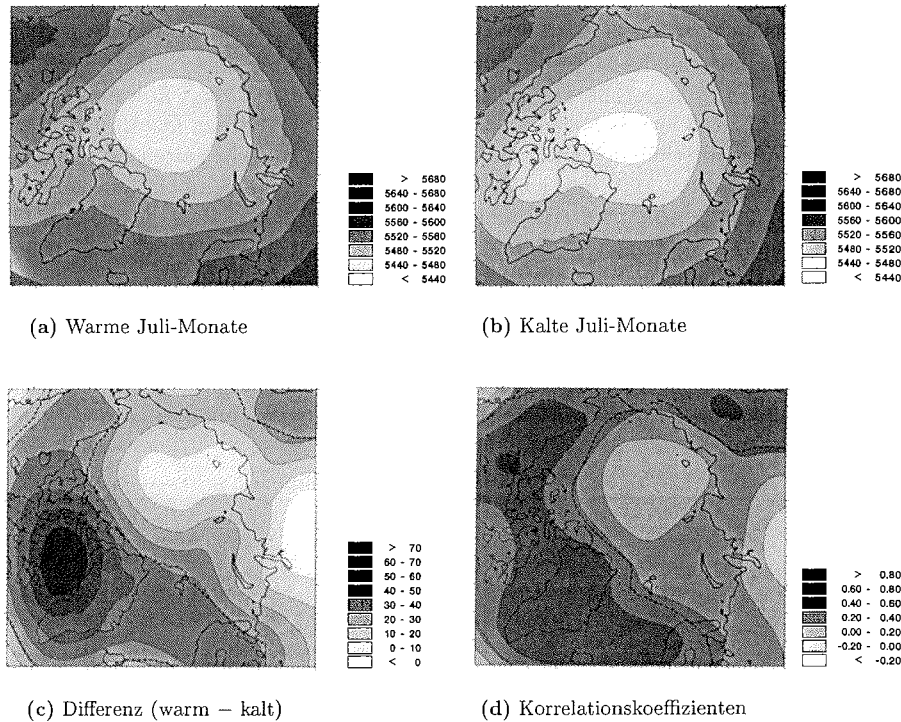 > 5680
5640 - 5680
5600 - 5640
5560 - 5600
5520 - 5560
5480 - 5520
5440 - 5480
< 5440
> 5680
5640 - 5680
5600 - 5640
5560 - 5600
5520 - 5560
5480 - 5520
5440 - 5480
< 5440
(a) Warme Juli-Monate
(b) Kalte Juli-Monate
> 70
60 - 70
50 - 60
40 - 50
30 - 40
20 - 30
10 - 20
0 - 10
< 0
> 0.80
0.60 - 0.80
0.40 - 0.60
0.20 - 0.40
0.00 - 0.20
-0.20 - 0.00
< -0.20
(c) Differenz (warm − kalt)
(d) Korrelationskoeffizienten